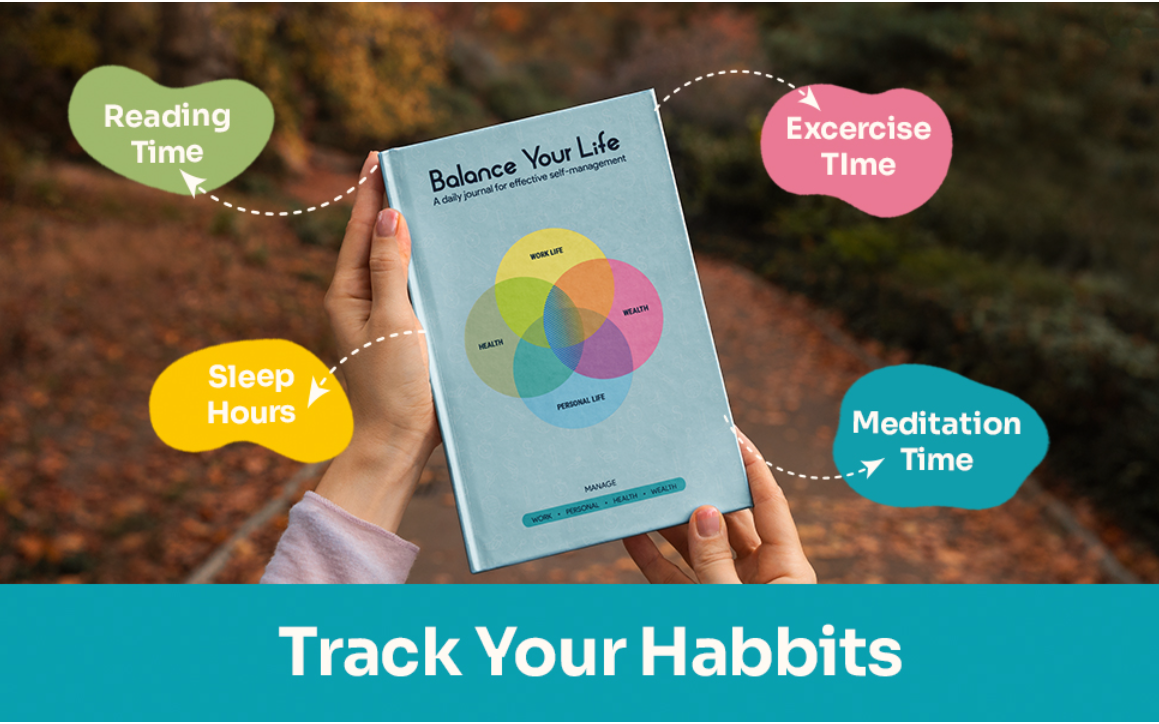 Reading
Time
Excercise
TIme
Balance Your Life
A daily journal for effective self-management
WORK LIFE
WEALTH
HEALTH
PERSONAL LIFE
Sleep
Hours
Meditation
Time
MANAGE
WORK • PERSONAL • HEALTH • WEALTH
Track Your Habbits